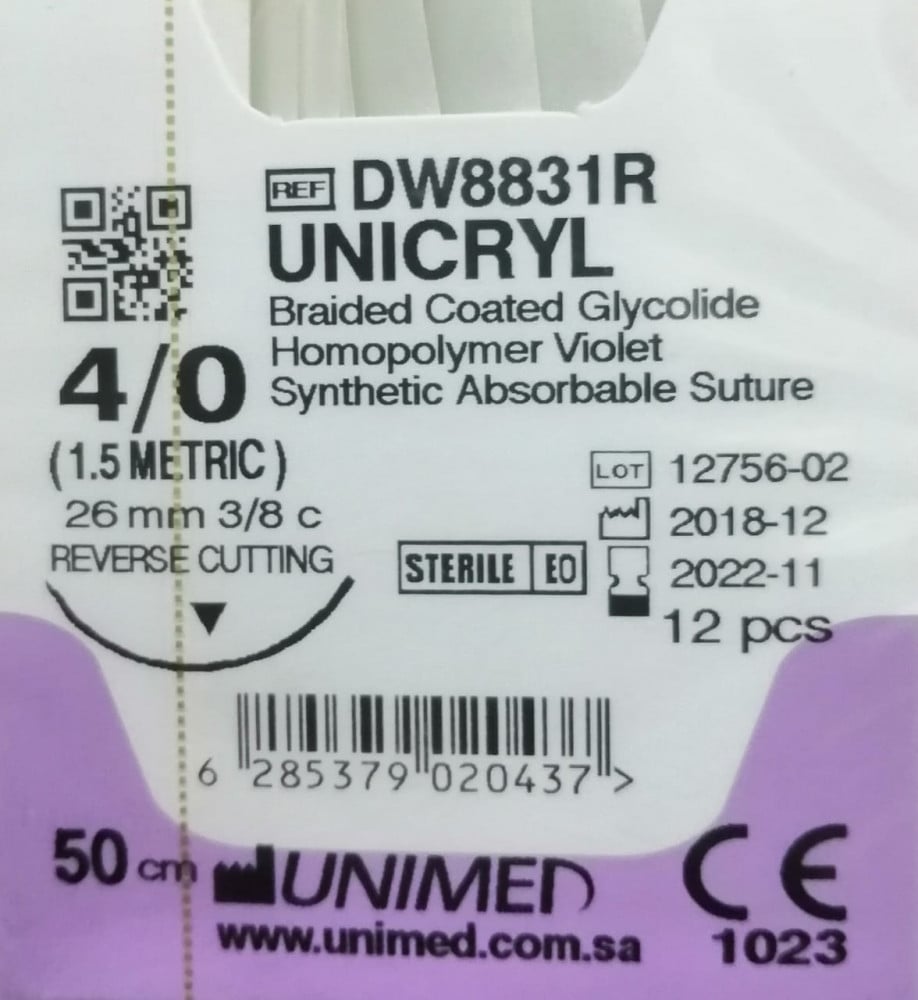 REF DW8831R
UNICRYL
Braided Coated Glycolide
Homopolymer Violet
Synthetic Absorbable Suture
4/0
(1.5 METRIC)
26 mm 3/8 c
REVERSE CUTTING
LOT 12756-02
2018-12
STERILE EO 2022-11
12 pcs
6 285379 020437 >
50 cm
UNIMED
www.unimed.com.sa
CE
1023